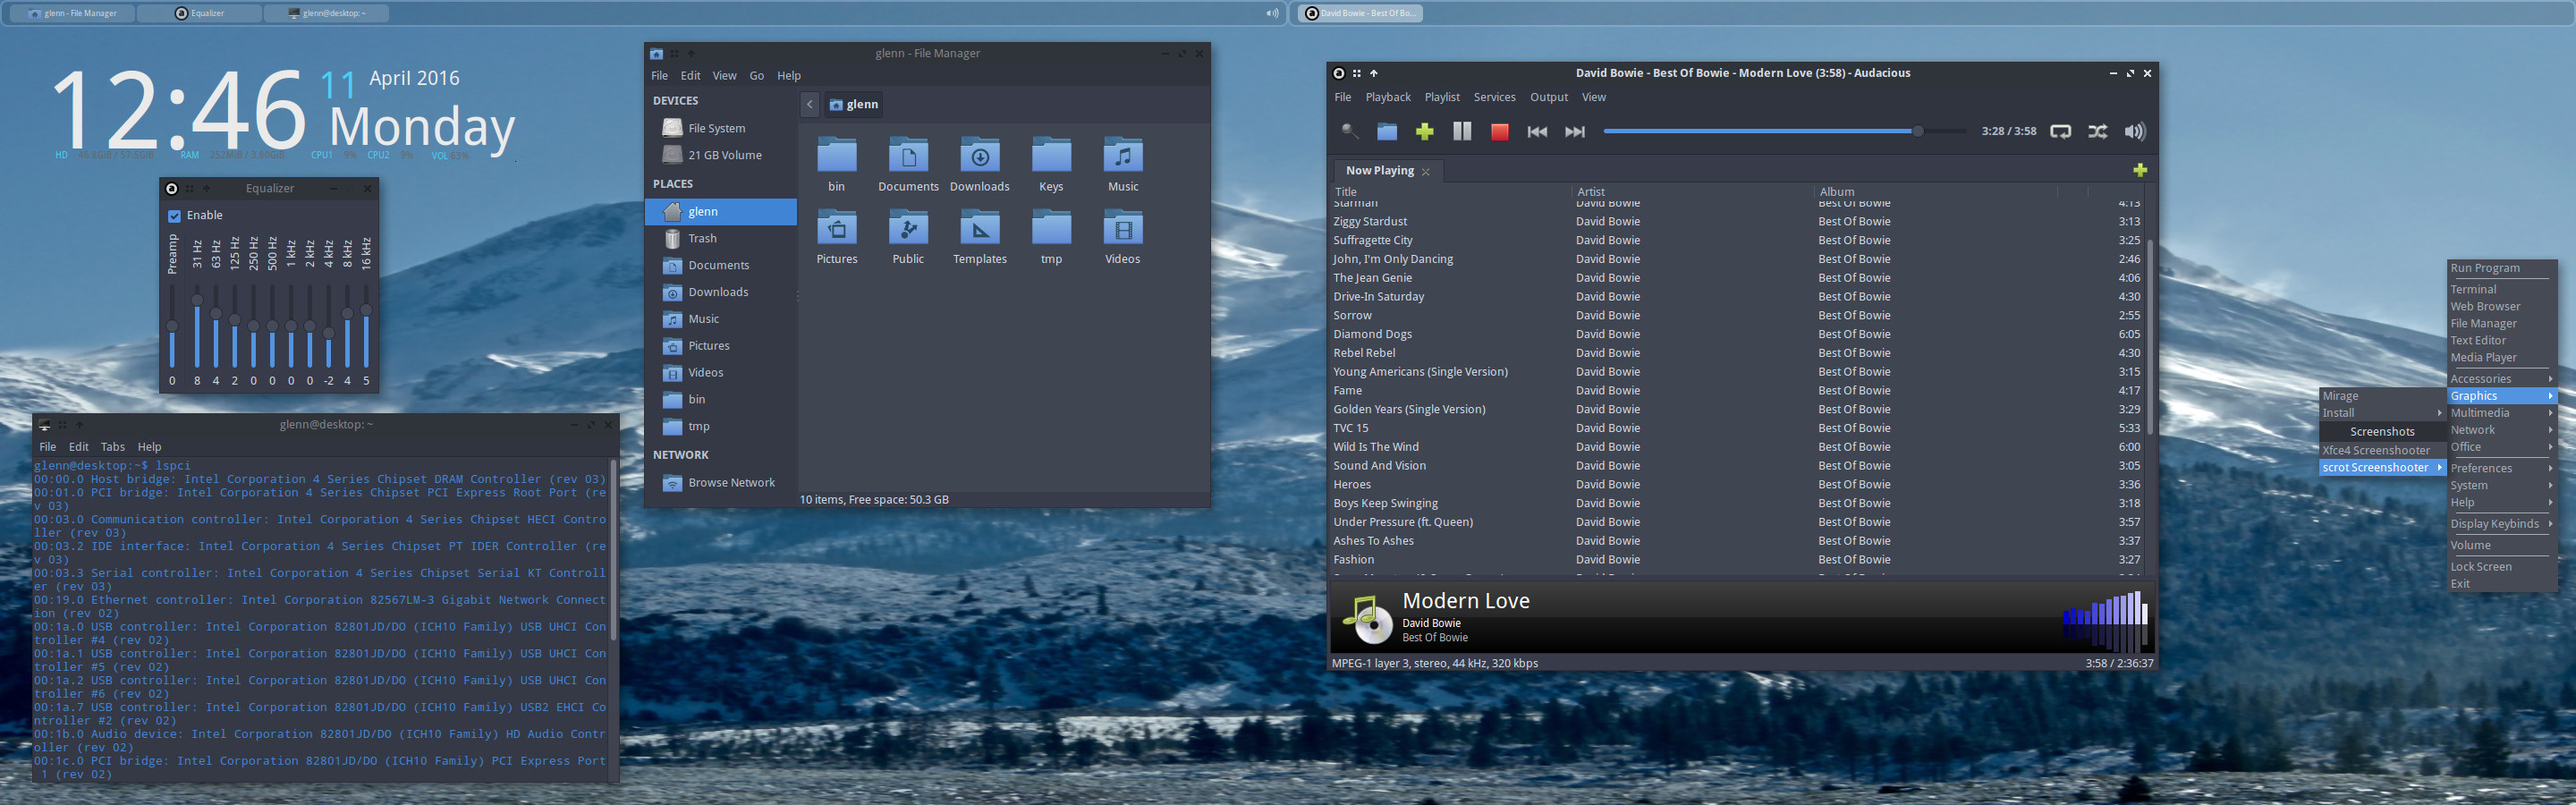 glenn - File Manager
Equalizer
glenn@desktop: ~
David Bowie - Best Of Bo...
12:46
11 April 2016
Monday
HD 46.8GiB / 57.5GiB RAM 252MiB / 3.80GiB CPU1 9% CPU2 9% VOL 63%
Equalizer
Enable
Preamp 31 Hz 63 Hz 125 Hz 250 Hz 500 Hz 1 kHz 2 kHz 4 kHz 8 kHz 16 kHz
0 8 4 2 0 0 0 0 -2 4 5
glenn@desktop: ~
File Edit Tabs Help
glenn@desktop:~$ lspci
00:00.0 Host bridge: Intel Corporation 4 Series Chipset DRAM Controller (rev 03)
00:01.0 PCI bridge: Intel Corporation 4 Series Chipset PCI Express Root Port (re
v 03)
00:03.0 Communication controller: Intel Corporation 4 Series Chipset HECI Contro
ller (rev 03)
00:03.2 IDE interface: Intel Corporation 4 Series Chipset PT IDER Controller (re
v 03)
00:03.3 Serial controller: Intel Corporation 4 Series Chipset Serial KT Controll
er (rev 03)
00:19.0 Ethernet controller: Intel Corporation 82567LM-3 Gigabit Network Connect
ion (rev 02)
00:1a.0 USB controller: Intel Corporation 82801JD/DO (ICH10 Family) USB UHCI Con
troller #4 (rev 02)
00:1a.1 USB controller: Intel Corporation 82801JD/DO (ICH10 Family) USB UHCI Con
troller #5 (rev 02)
00:1a.2 USB controller: Intel Corporation 82801JD/DO (ICH10 Family) USB UHCI Con
troller #6 (rev 02)
00:1a.7 USB controller: Intel Corporation 82801JD/DO (ICH10 Family) USB2 EHCI Co
ntroller #2 (rev 02)
00:1b.0 Audio device: Intel Corporation 82801JD/DO (ICH10 Family) HD Audio Contr
oller (rev 02)
00:1c.0 PCI bridge: Intel Corporation 82801JD/DO (ICH10 Family) PCI Express Port
1 (rev 02)
glenn - File Manager
File Edit View Go Help
DEVICES
File System
21 GB Volume
PLACES
glenn
Trash
Documents
Downloads
Music
Pictures
Videos
bin
tmp
NETWORK
Browse Network
glenn
bin Documents Downloads Keys Music
Pictures Public Templates tmp Videos
10 items, Free space: 50.3 GB
David Bowie - Best Of Bowie - Modern Love (3:58) - Audacious
File Playback Playlist Services Output View
3:28 / 3:58
Now Playing
Title Artist Album
Starman David Bowie Best Of Bowie 4:13
Ziggy Stardust David Bowie Best Of Bowie 3:13
Suffragette City David Bowie Best Of Bowie 3:25
John, I'm Only Dancing David Bowie Best Of Bowie 2:46
The Jean Genie David Bowie Best Of Bowie 4:06
Drive-In Saturday David Bowie Best Of Bowie 4:30
Sorrow David Bowie Best Of Bowie 2:55
Diamond Dogs David Bowie Best Of Bowie 6:05
Rebel Rebel David Bowie Best Of Bowie 4:30
Young Americans (Single Version) David Bowie Best Of Bowie 3:15
Fame David Bowie Best Of Bowie 4:17
Golden Years (Single Version) David Bowie Best Of Bowie 3:29
TVC 15 David Bowie Best Of Bowie 5:33
Wild Is The Wind David Bowie Best Of Bowie 6:00
Sound And Vision David Bowie Best Of Bowie 3:05
Heroes David Bowie Best Of Bowie 3:36
Boys Keep Swinging David Bowie Best Of Bowie 3:18
Under Pressure (ft. Queen) David Bowie Best Of Bowie 3:57
Ashes To Ashes David Bowie Best Of Bowie 3:37
Fashion David Bowie Best Of Bowie 3:27
Modern Love
David Bowie
Best Of Bowie
MPEG-1 layer 3, stereo, 44 kHz, 320 kbps 3:58 / 2:36:37
Mirage
Install
Screenshots
Xfce4 Screenshooter
scrot Screenshooter
Run Program
Terminal
Web Browser
File Manager
Text Editor
Media Player
Accessories
Graphics
Multimedia
Network
Office
Preferences
System
Help
Display Keybinds
Volume
Lock Screen
Exit